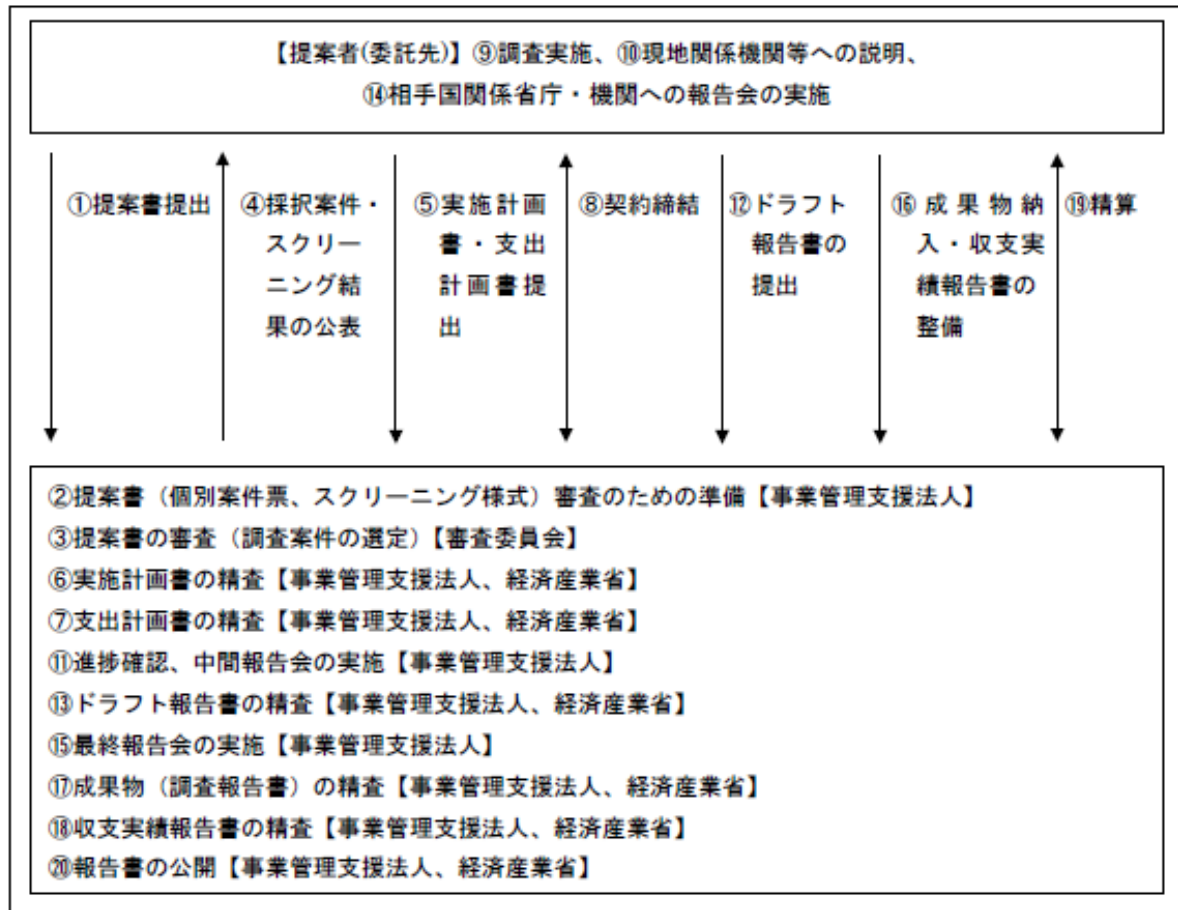 【提案者(委託先)】⑨調査実施、⑩現地関係機関等への説明、
⑭相手国関係省庁・機関への報告会の実施
①提案書提出
④採択案件・
スクリー
ニング結
果の公表
⑤実施計画
書・支出
計画書提
出
⑧契約締結
⑫ドラフト
報告書の
提出
⑯成果物納
入・収支実
績報告書の
整備
⑲精算
②提案書（個別案件票、スクリーニング様式）審査のための準備【事業管理支援法人】
③提案書の審査（調査案件の選定）【審査委員会】
⑥実施計画書の精査【事業管理支援法人、経済産業省】
⑦支出計画書の精査【事業管理支援法人、経済産業省】
⑪進捗確認、中間報告会の実施【事業管理支援法人】
⑬ドラフト報告書の精査【事業管理支援法人、経済産業省】
⑮最終報告会の実施【事業管理支援法人】
⑰成果物（調査報告書）の精査【事業管理支援法人、経済産業省】
⑱収支実績報告書の精査【事業管理支援法人、経済産業省】
⑳報告書の公開【事業管理支援法人、経済産業省】